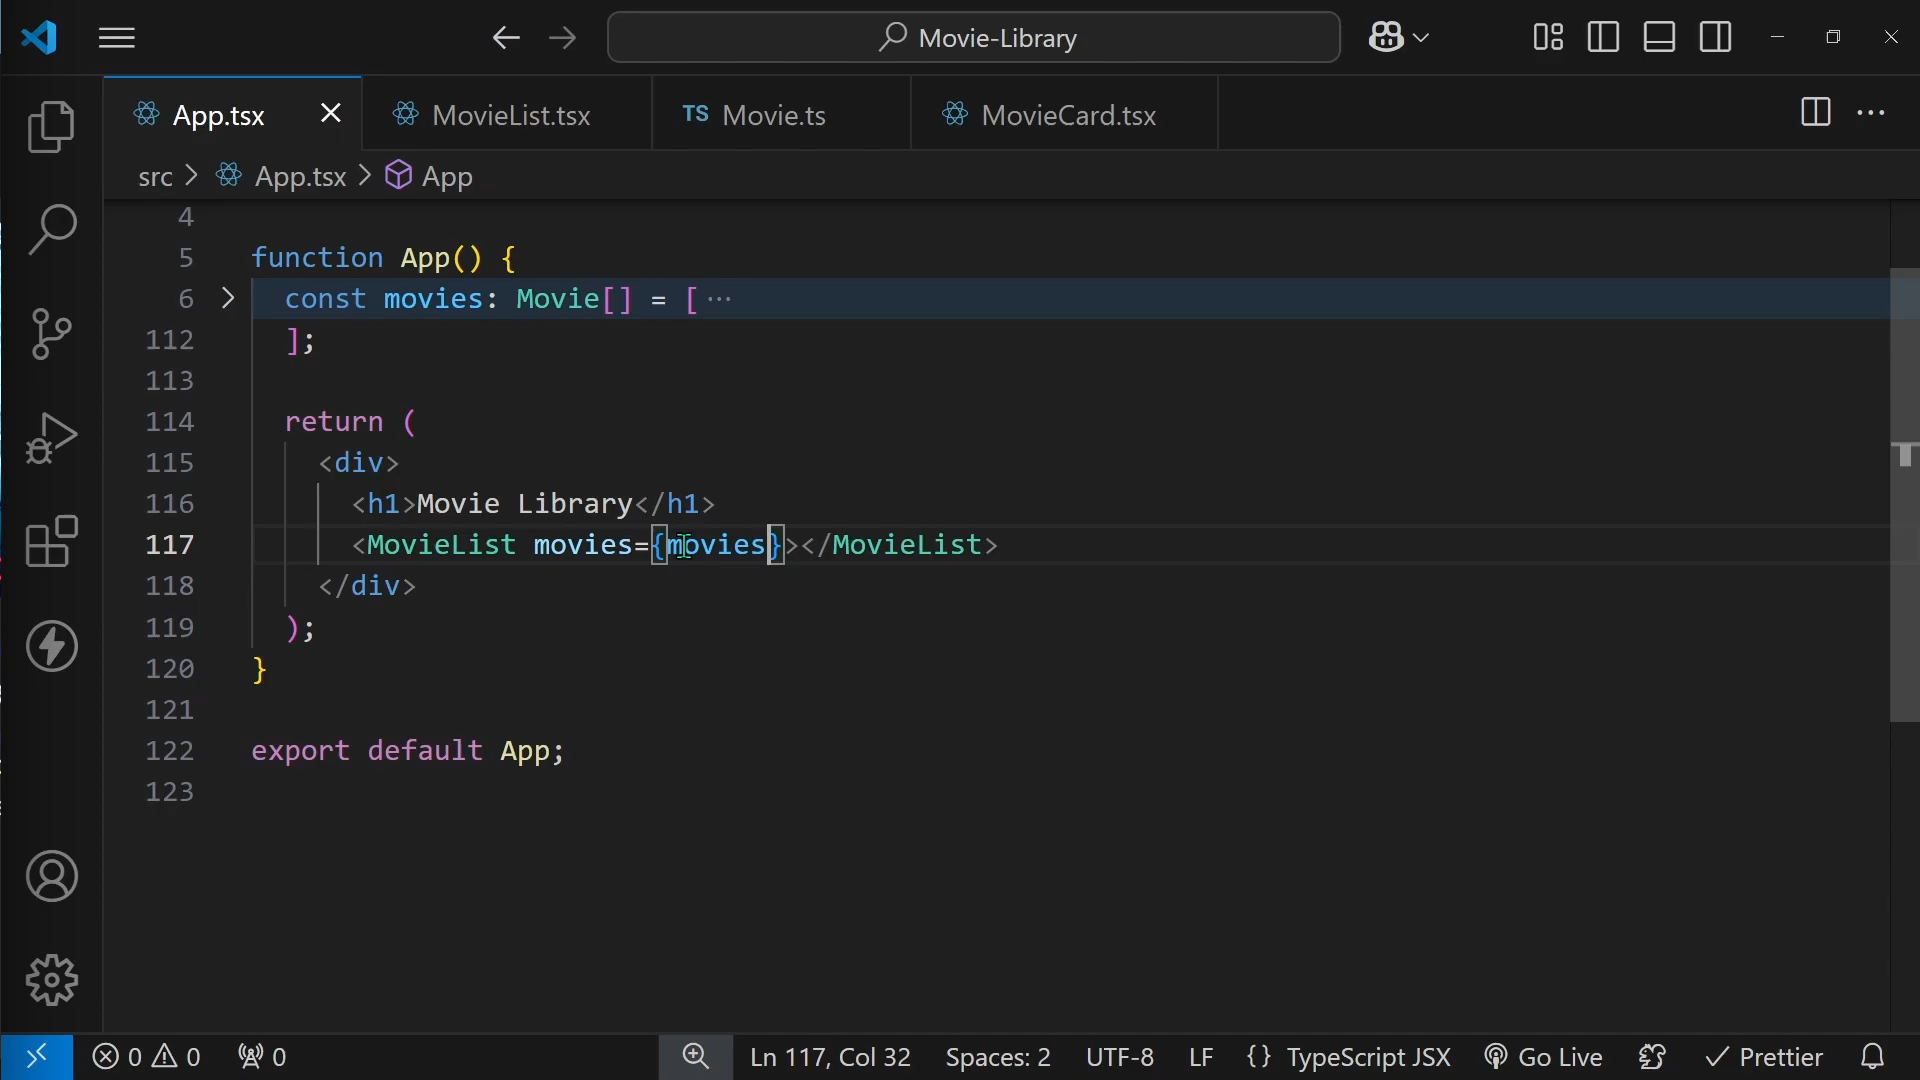 Movie-Library
App.tsx
MovieList.tsx
TS Movie.ts
MovieCard.tsx
src > App.tsx > App
4
5 function App() {
6 const movies: Movie[] = [ ···
112 ];
113
114 return (
115 <div>
116 <h1>Movie Library</h1>
117 <MovieList movies={movies}></MovieList>
118 </div>
119 );
120 }
121
122 export default App;
123
0 0 0 Ln 117, Col 32 Spaces: 2 UTF-8 LF {} TypeScript JSX Go Live Prettier